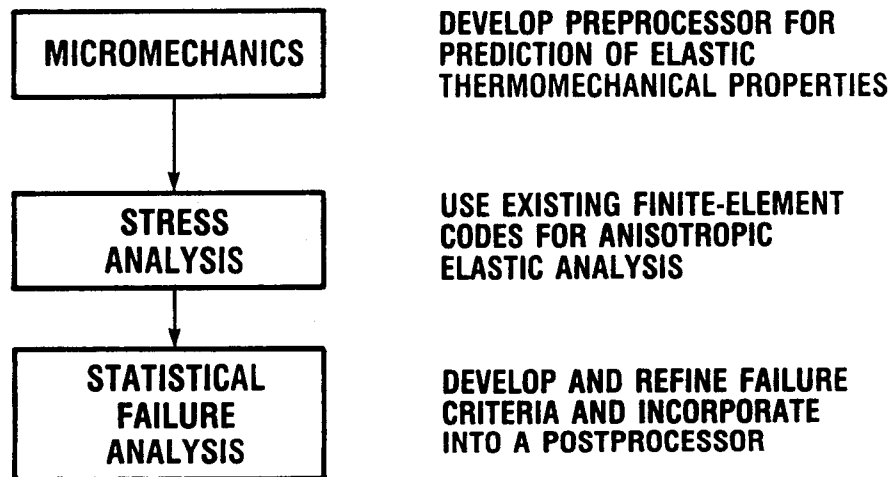 MICROMECHANICS
DEVELOP PREPROCESSOR FOR
PREDICTION OF ELASTIC
THERMOMECHANICAL PROPERTIES
STRESS
ANALYSIS
USE EXISTING FINITE-ELEMENT
CODES FOR ANISOTROPIC
ELASTIC ANALYSIS
STATISTICAL
FAILURE
ANALYSIS
DEVELOP AND REFINE FAILURE
CRITERIA AND INCORPORATE
INTO A POSTPROCESSOR